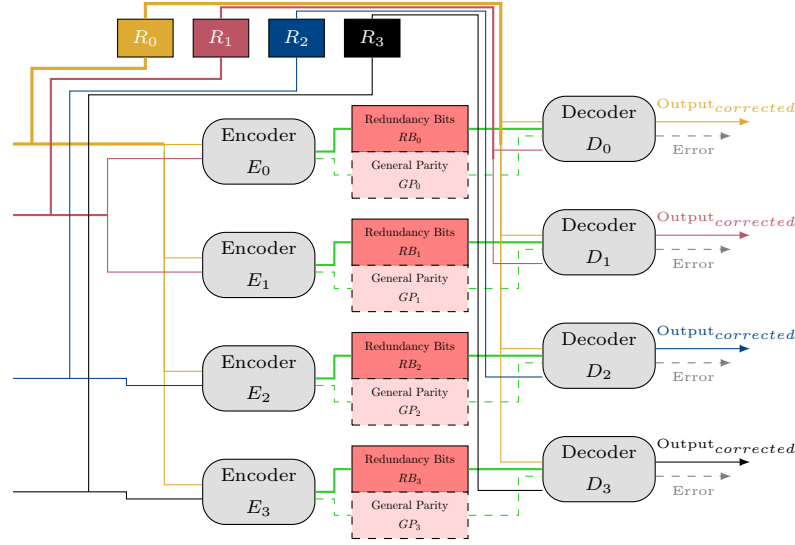 R0 R1 R2 R3
Encoder
E0
Redundancy Bits
RB0
General Parity
GP0
Decoder
D0
Outputcorrected
Error
Encoder
E1
Redundancy Bits
RB1
General Parity
GP1
Decoder
D1
Outputcorrected
Error
Encoder
E2
Redundancy Bits
RB2
General Parity
GP2
Decoder
D2
Outputcorrected
Error
Encoder
E3
Redundancy Bits
RB3
General Parity
GP3
Decoder
D3
Outputcorrected
Error